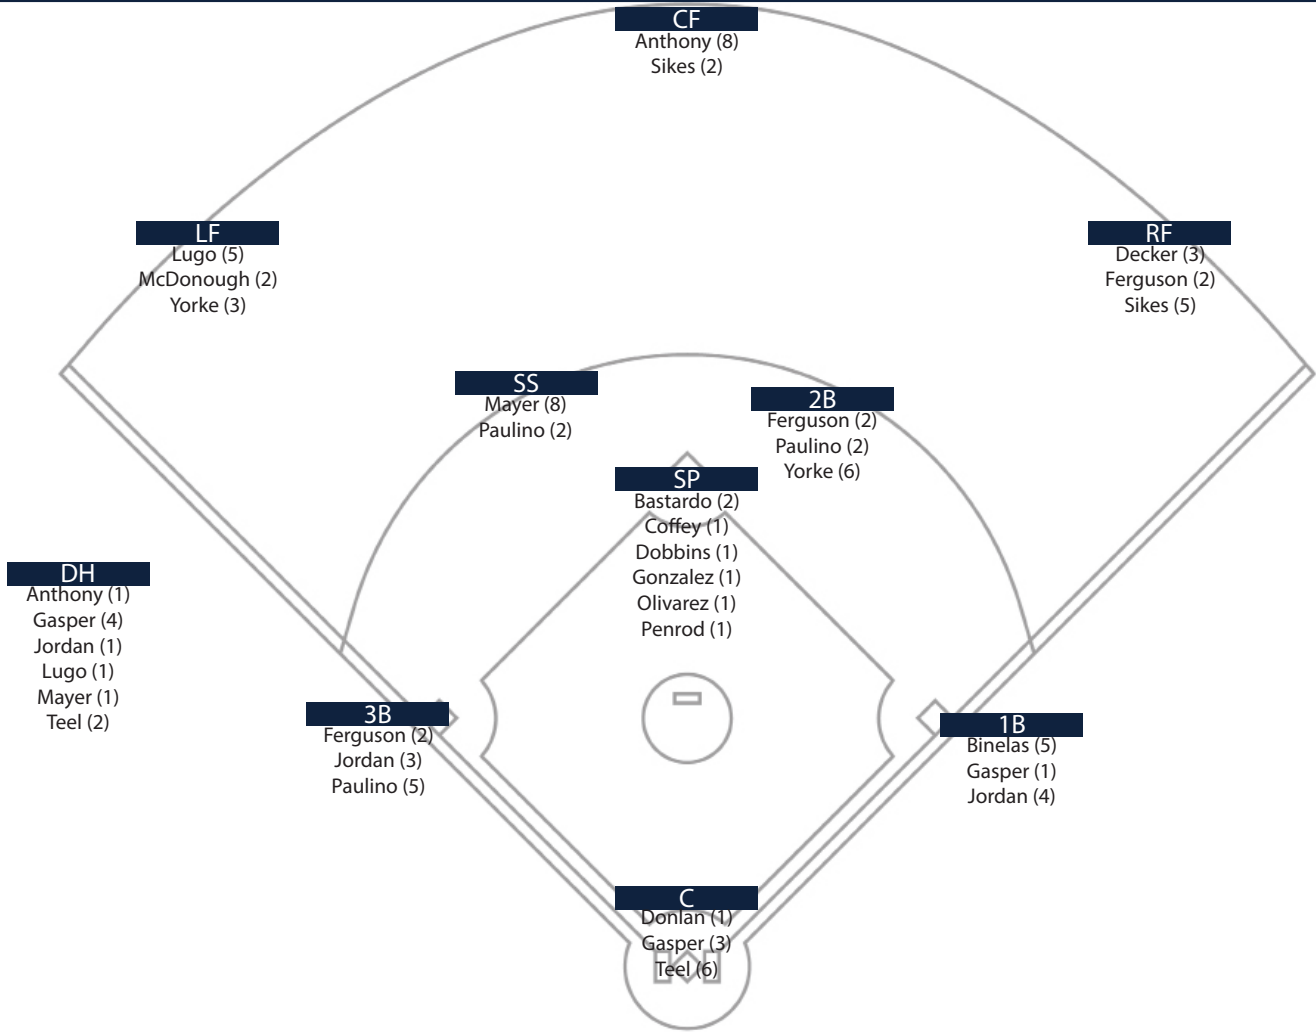 CF
Anthony (8)
Sikes (2)
LF
Lugo (5)
McDonough (2)
Yorke (3)
RF
Decker (3)
Ferguson (2)
Sikes (5)
SS
Mayer (8)
Paulino (2)
2B
Ferguson (2)
Paulino (2)
Yorke (6)
SP
Bastardo (2)
Coffey (1)
Dobbins (1)
Gonzalez (1)
Olivarez (1)
Penrod (1)
DH
Anthony (1)
Gasper (4)
Jordan (1)
Lugo (1)
Mayer (1)
Teel (2)
3B
Ferguson (2)
Jordan (3)
Paulino (5)
1B
Binelas (5)
Gasper (1)
Jordan (4)
C
Donlan (1)
Gasper (3)
Teel (6)